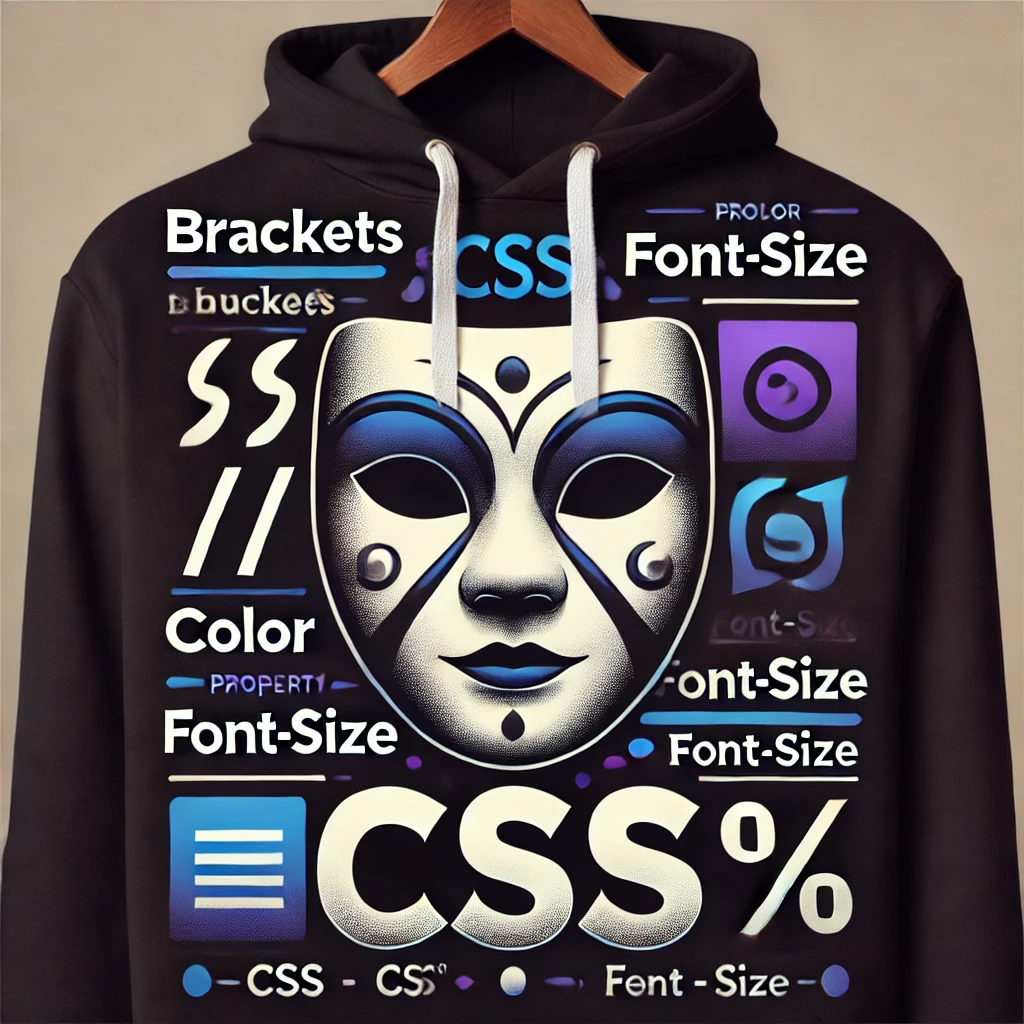 Brackets
PROLOR
CSS
Font-Size
buckees
SS
//
Color
PROPERTI
Font-Size
Font-Size
Font-Size
CSS%
CSS - CSS
Font - Size